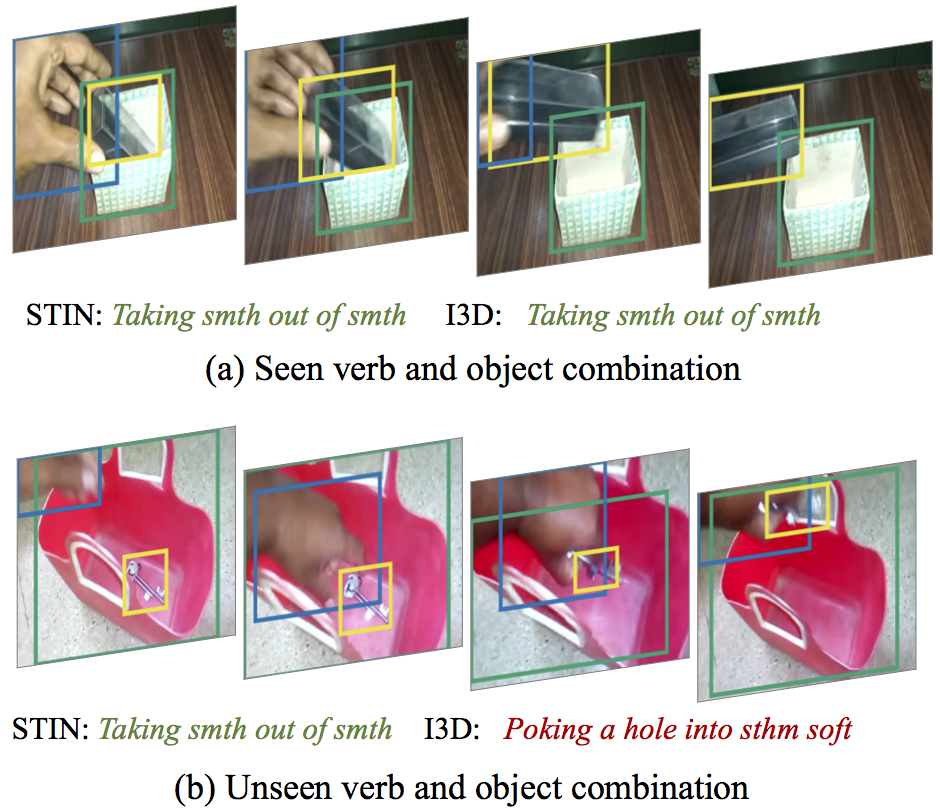 STIN: Taking smth out of smth I3D: Taking smth out of smth
(a) Seen verb and object combination
STIN: Taking smth out of smth I3D: Poking a hole into sthm soft
(b) Unseen verb and object combination